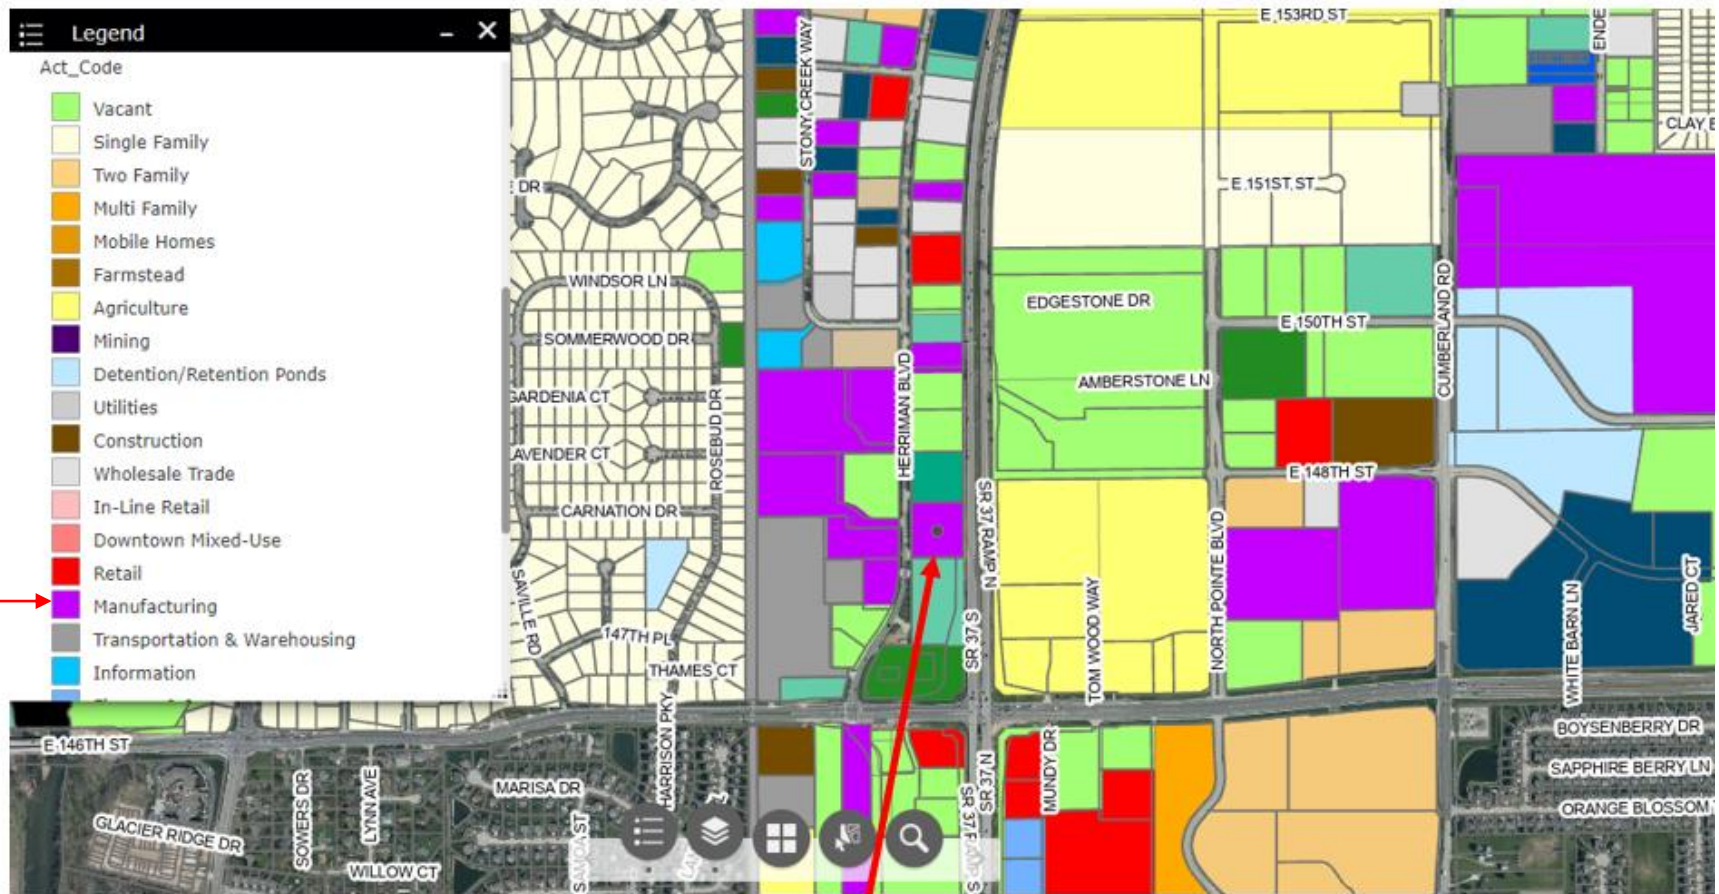 Legend
Act_Code
Vacant
Single Family
Two Family
Multi Family
Mobile Homes
Farmstead
Agriculture
Mining
Detention/Retention Ponds
Utilities
Construction
Wholesale Trade
In-Line Retail
Downtown Mixed-Use
Retail
Manufacturing
Transportation & Warehousing
Information
E 153RD ST
STONY CREEK WAY
CLAY
DR
E 151ST ST
WINDSOR LN
EDGESTONE DR
E 150TH ST
CUMBERLAND RD
SOMMERWOOD DR
HERRIMAN BLVD
AMBERSTONE LN
GARDENIA CT
ROSEBUD DR
LAVENDER CT
E 148TH ST
CARNATION DR
SR 37 RAMP N
NORTH POINTE BLVD
SAVILLE RD
147TH PL
THAMES CT
SR 37 S
TOM WOOD WAY
WHITE BARN LN
JARED CT
HARRISON PKY
E 146TH ST
BOYSENBERRY DR
SAPPHIRE BERRY LN
ORANGE BLOSSOM
MARISA DR
SOWERS DR
LYNN AVE
SR 37 N
MUNDY DR
GLACIER RIDGE DR
WILLOW CT